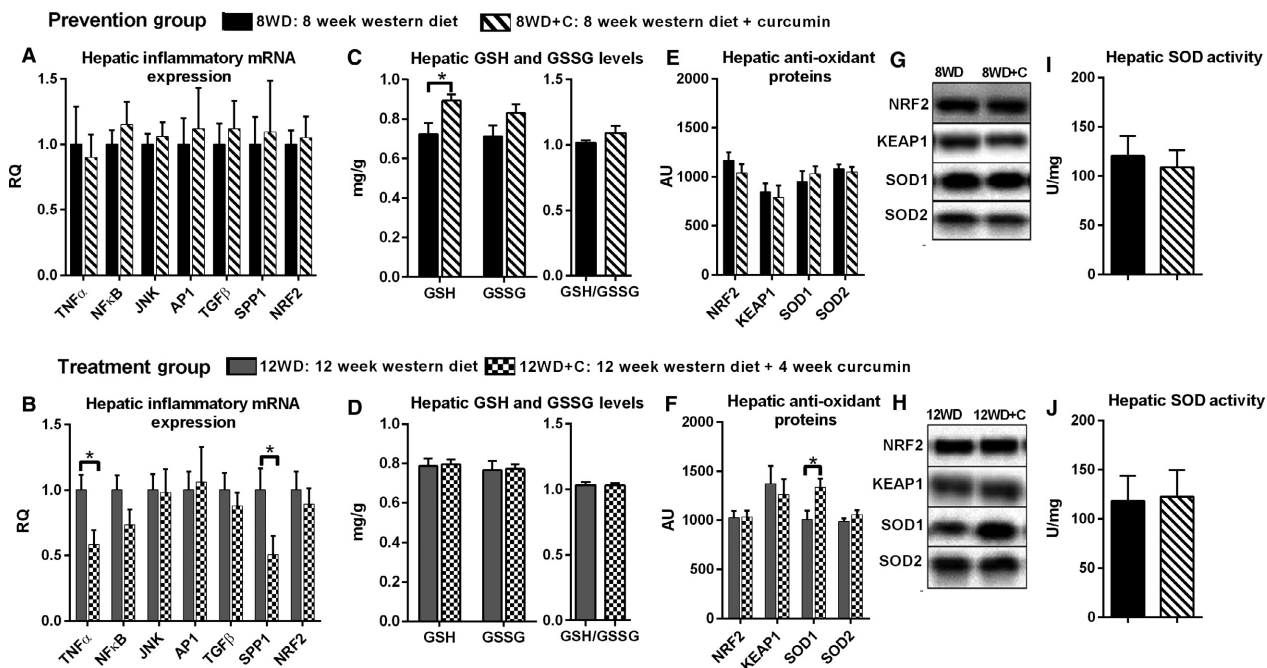 Prevention group 8WD: 8 week western diet 8WD+C: 8 week western diet + curcumin
A Hepatic inflammatory mRNA
expression
RQ
1.5
1.0
0.5
0.0
TNFα NFκB JNK AP1 TGFβ SPP1 NRF2
C Hepatic GSH and GSSG levels
mg/g
1.0
0.8
0.6
0.4
0.2
0.0
*
GSH GSSG
1.5
1.0
0.5
0.0
GSH/GSSG
E Hepatic anti-oxidant
proteins
AU
2000
1500
1000
500
0
NRF2 KEAP1 SOD1 SOD2
G
8WD 8WD+C
NRF2
KEAP1
SOD1
SOD2
I Hepatic SOD activity
U/mg
200
150
100
50
0
Treatment group 12WD: 12 week western diet 12WD+C: 12 week western diet + 4 week curcumin
B Hepatic inflammatory mRNA
expression
RQ
1.5
1.0
0.5
0.0
* *
TNFα NFκB JNK AP1 TGFβ SPP1 NRF2
D Hepatic GSH and GSSG levels
mg/g
1.0
0.8
0.6
0.4
0.2
0.0
GSH GSSG
1.5
1.0
0.5
0.0
GSH/GSSG
F Hepatic anti-oxidant
proteins
AU
2000
1500
1000
500
0
*
NRF2 KEAP1 SOD1 SOD2
H
12WD 12WD+C
NRF2
KEAP1
SOD1
SOD2
J Hepatic SOD activity
U/mg
200
150
100
50
0